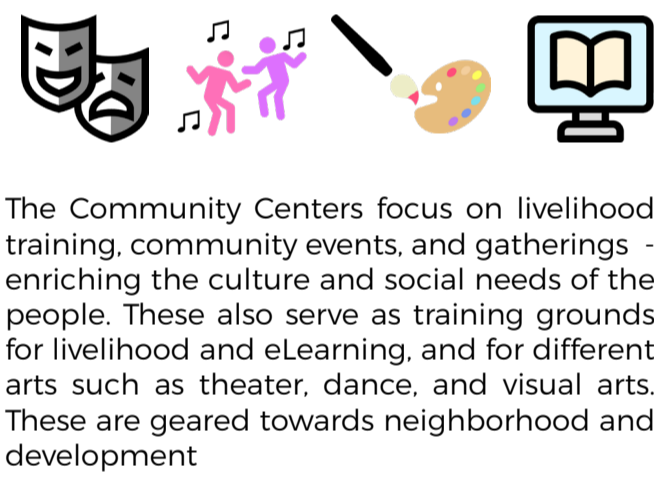 The Community Centers focus on livelihood
training, community events, and gatherings -
enriching the culture and social needs of the
people. These also serve as training grounds
for livelihood and eLearning, and for different
arts such as theater, dance, and visual arts.
These are geared towards neighborhood and
development